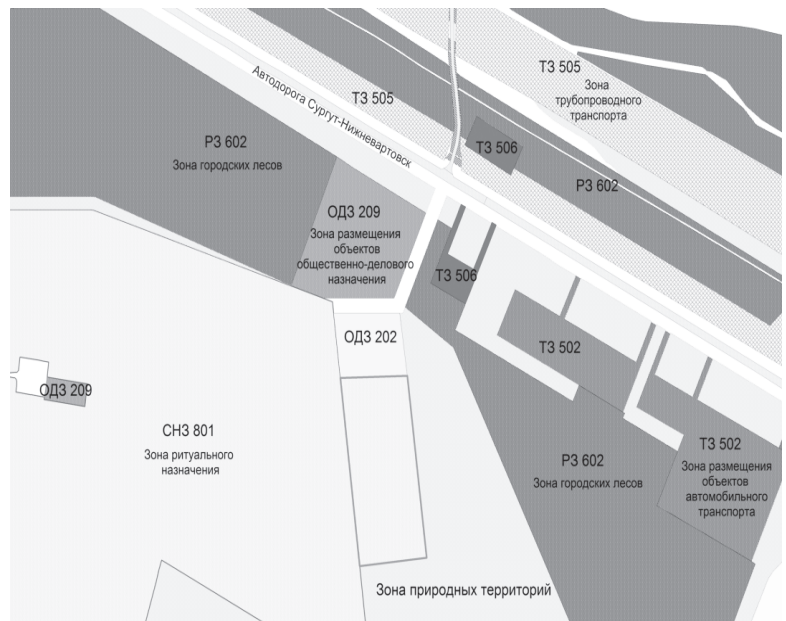 ТЗ 505
Зона
трубопроводного
транспорта
Автодорога Сургут-Нижневартовск
ТЗ 505
РЗ 602
Зона городских лесов
ТЗ 506
РЗ 602
ОДЗ 209
Зона размещения
объектов
общественно-делового
назначения
ТЗ 506
ОДЗ 202
ТЗ 502
ОДЗ 209
СНЗ 801
Зона ритуального
назначения
РЗ 602
Зона городских лесов
ТЗ 502
Зона размещения
объектов
автомобильного
транспорта
Зона природных территорий